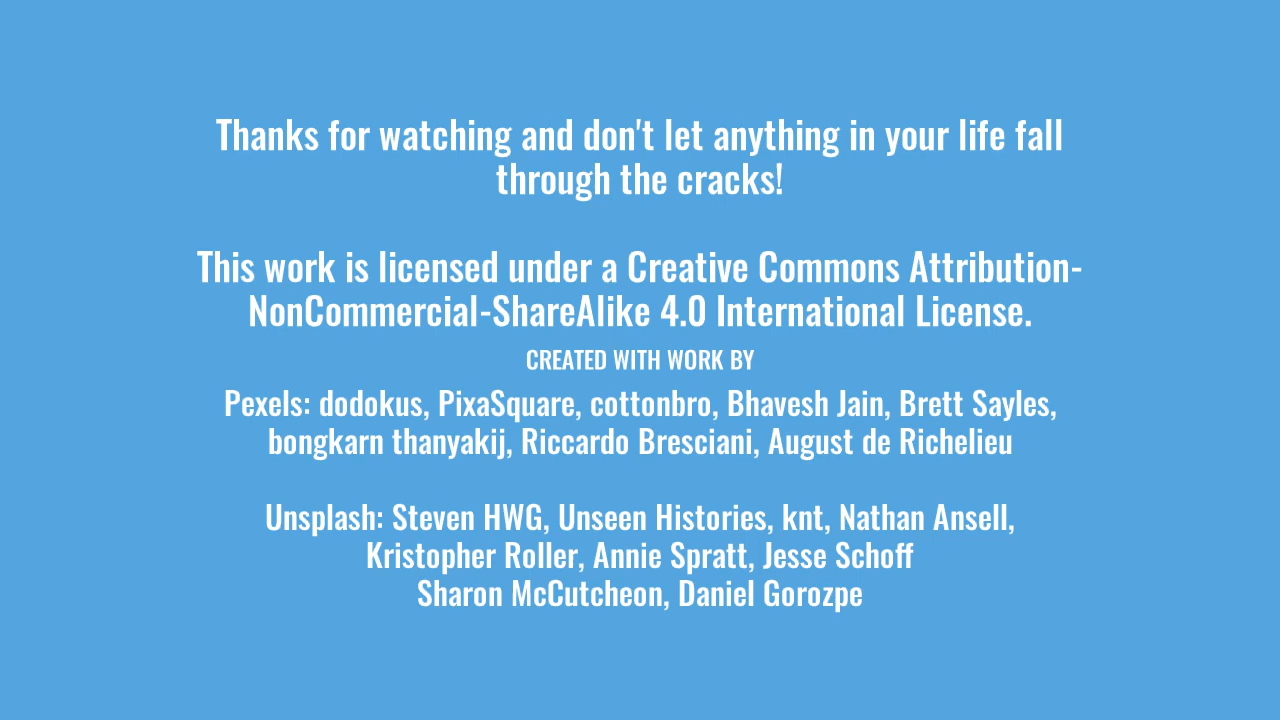 Thanks for watching and don't let anything in your life fall
through the cracks!
This work is licensed under a Creative Commons Attribution-
NonCommercial-ShareAlike 4.0 International License.
CREATED WITH WORK BY
Pexels: dodokus, PixaSquare, cottonbro, Bhavesh Jain, Brett Sayles,
bongkarn thanyakij, Riccardo Bresciani, August de Richelieu
Unsplash: Steven HWG, Unseen Histories, knt, Nathan Ansell,
Kristopher Roller, Annie Spratt, Jesse Schoff
Sharon McCutcheon, Daniel Gorozpe